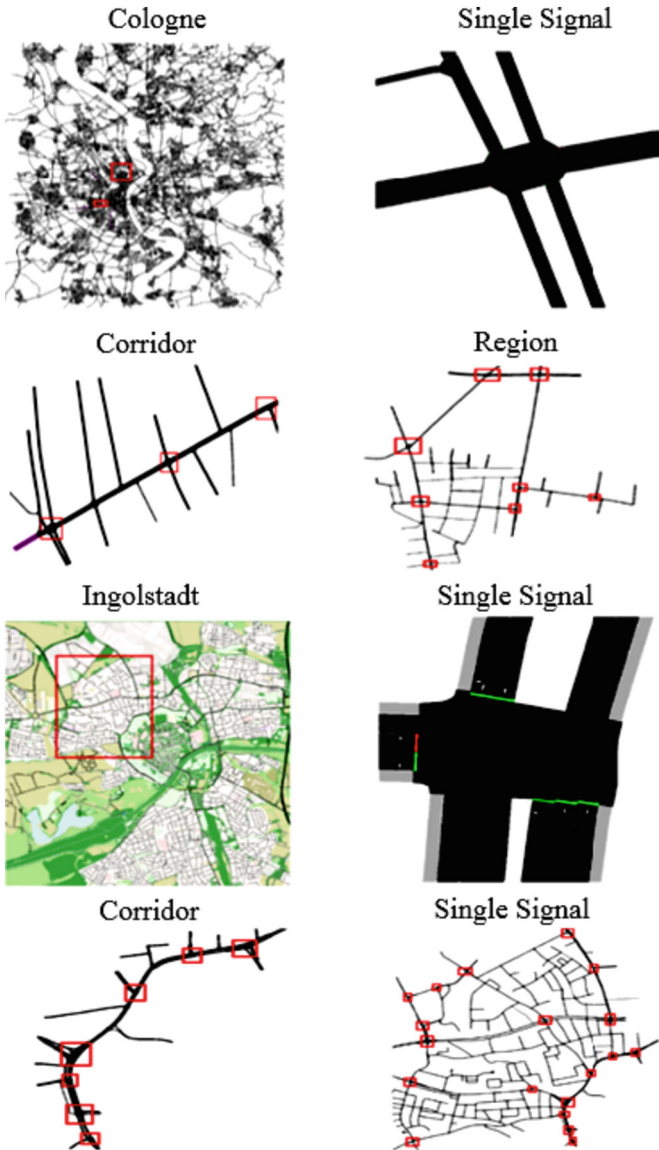 Cologne
Single Signal
Corridor
Region
Ingolstadt
Single Signal
Corridor
Single Signal